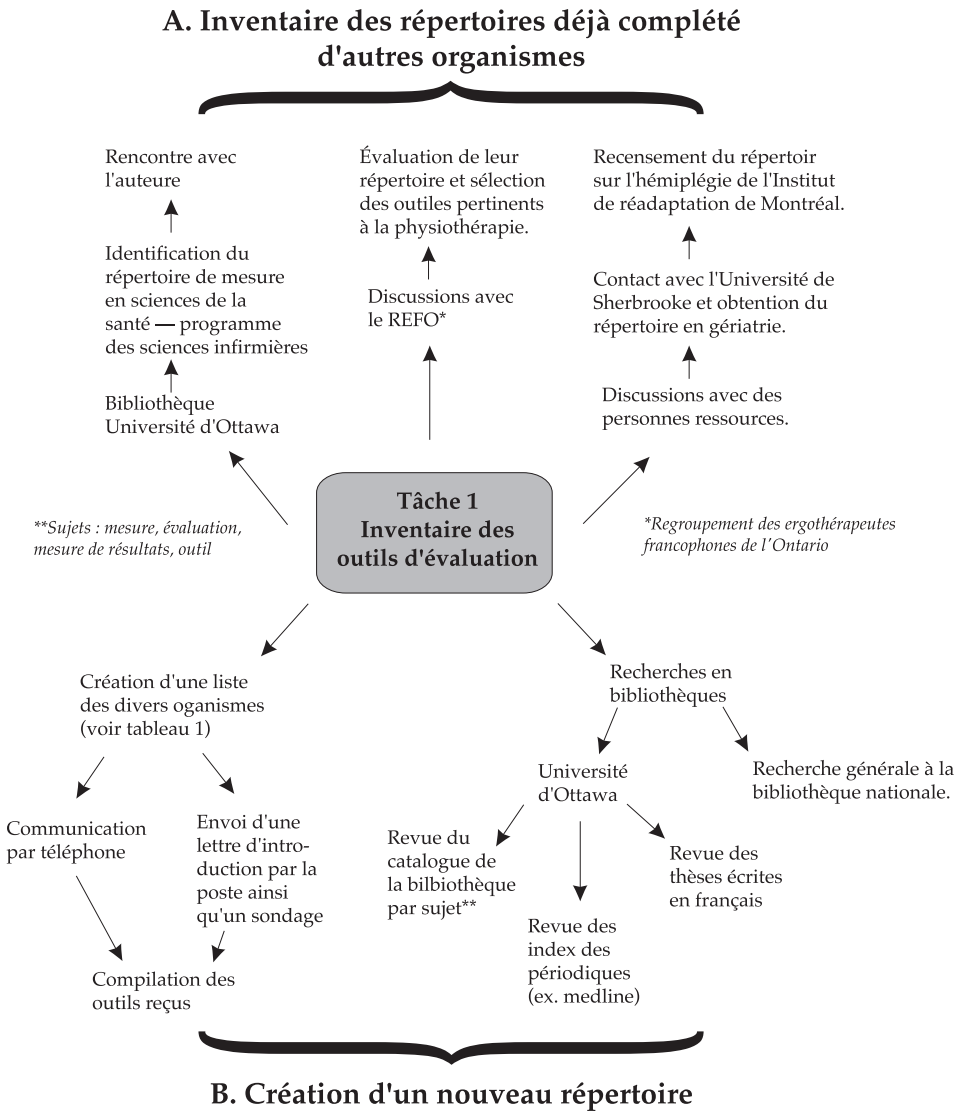 A. Inventaire des répertoires déjà complété
d'autres organismes
Rencontre avec
l'auteure
Identification du
répertoire de mesure
en sciences de la
santé — programme
des sciences infirmières
Bibliothèque
Université d'Ottawa
Évaluation de leur
répertoire et sélection
des outiles pertinents
à la physiothérapie.
Discussions avec
le REFO*
Recensement du répertoir
sur l'hémiplégie de l'Institut
de réadaptation de Montréal.
Contact avec l'Université de
Sherbrooke et obtention du
répertoire en gériatrie.
Discussions avec des
personnes ressources.
**Sujets : mesure, évaluation,
mesure de résultats, outil
Tâche 1
Inventaire des
outils d'évaluation
*Regroupement des ergothérapeutes
francophones de l'Ontario
Création d'une liste
des divers oganismes
(voir tableau 1)
Communication
par téléphone
Envoi d'une
lettre d'intro-
duction par la
poste ainsi
qu'un sondage
Compilation des
outils reçus
Recherches en
bibliothèques
Université
d'Ottawa
Recherche générale à la
bibliothèque nationale.
Revue du
catalogue de
la bilbiothèque
par sujet**
Revue des
index des
périodiques
(ex. medline)
Revue des
thèses écrites
en français
B. Création d'un nouveau répertoire